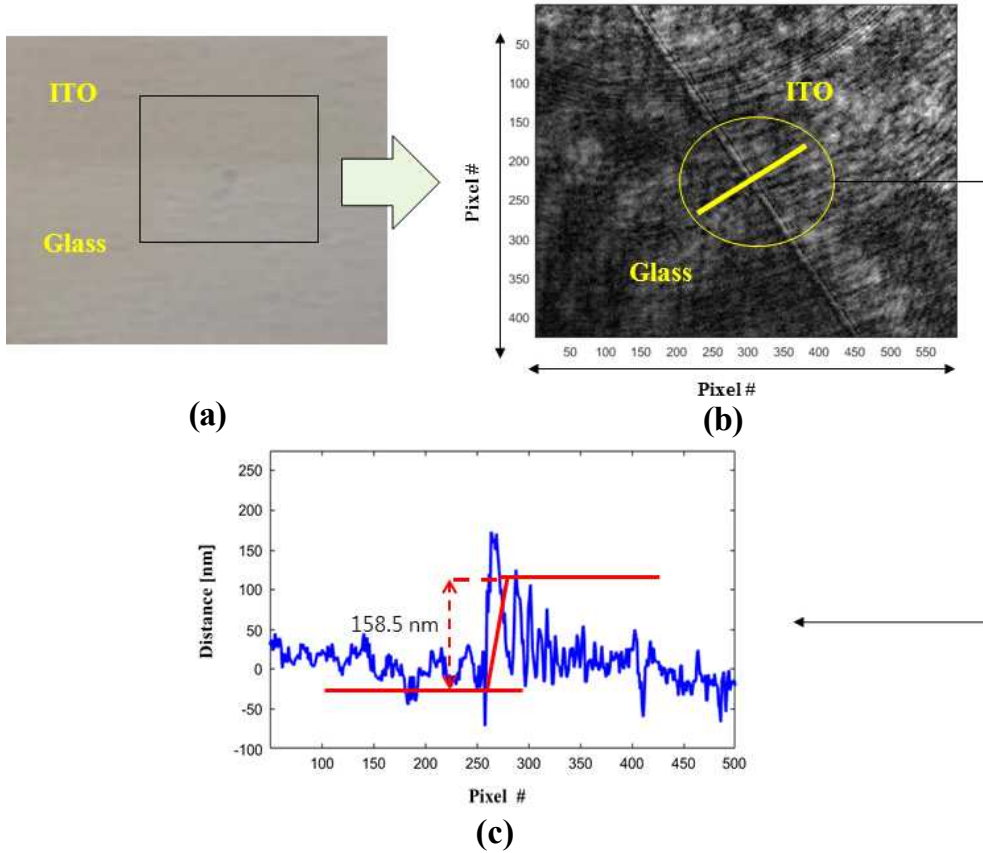 ITO
Glass
(a)
Pixel #
50
100
150
200
250
300
350
400
ITO
Glass
50 100 150 200 250 300 350 400 450 500 550
Pixel #
(b)
Distance [nm]
250
200
150
100
50
0
-50
-100
158.5 nm
100 150 200 250 300 350 400 450 500
Pixel #
(c)